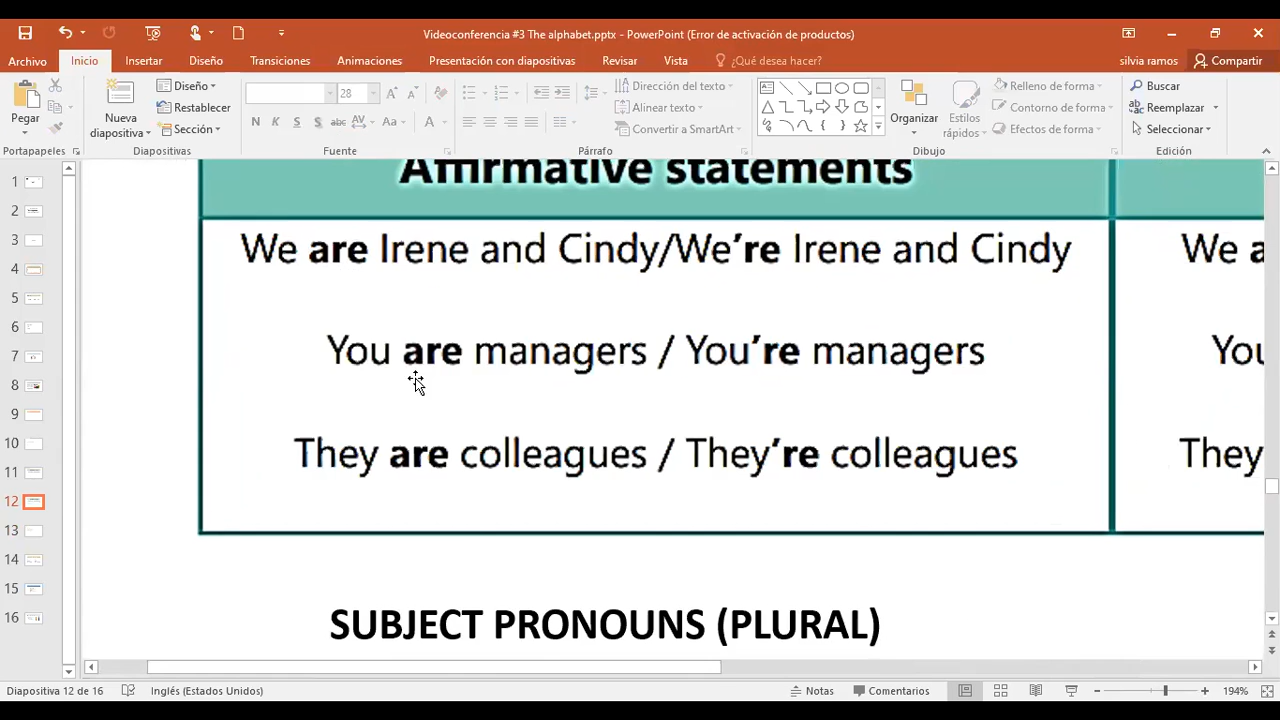 Videoconferencia #3 The alphabet.pptx - PowerPoint (Error de activación de productos)
Archivo Inicio Insertar Diseño Transiciones Animaciones Presentación con diapositivas Revisar Vista ¿Qué desea hacer? silvia ramos Compartir
Pegar
Nueva diapositiva
Diseño
Restablecer
Sección
28
N K S S abc AV Aa A
Dirección del texto
Alinear texto
Convertir a SmartArt
Organizar
Estilos rápidos
Relleno de forma
Contorno de forma
Efectos de forma
Buscar
Reemplazar
Seleccionar
Portapapeles Diapositivas Fuente Párrafo Dibujo Edición
1
2
3
4
5
6
7
8
9
10
11
12
13
14
15
16
Affirmative statements
We are Irene and Cindy/We’re Irene and Cindy
We a
You are managers / You’re managers
You
They are colleagues / They’re colleagues
They
SUBJECT PRONOUNS (PLURAL)
Diapositiva 12 de 16 Inglés (Estados Unidos) Notas Comentarios 194%